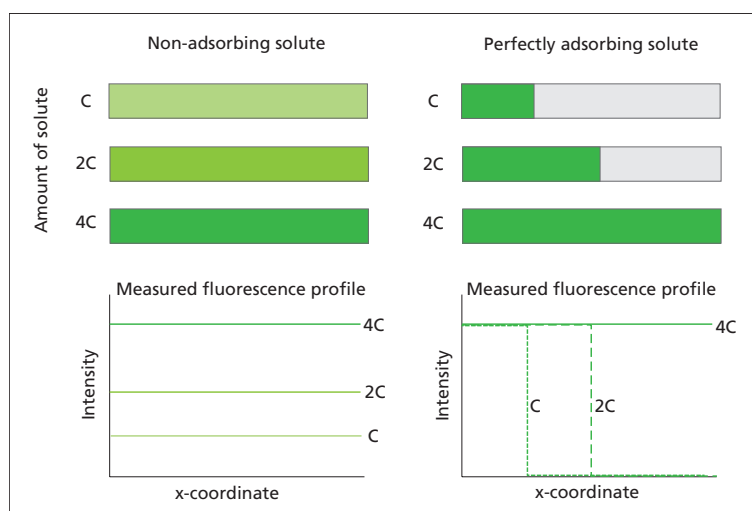 Non-adsorbing solute
Perfectly adsorbing solute
Amount of solute
C
2C
4C
C
2C
4C
Measured fluorescence profile
Intensity
4C
2C
C
x-coordinate
Measured fluorescence profile
Intensity
4C
C
2C
x-coordinate